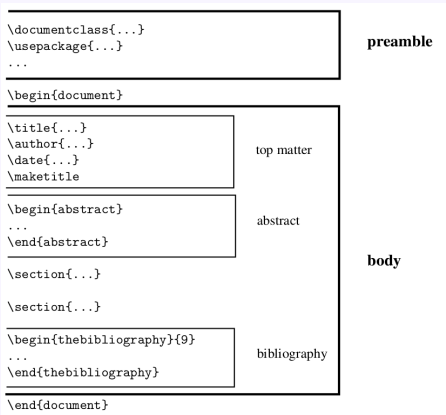 \documentclass{...}
\usepackage{...}
...
preamble
\begin{document}
\title{...}
\author{...}
\date{...}
\maketitle
top matter
\begin{abstract}
...
\end{abstract}
abstract
body
\section{...}
\section{...}
\begin{thebibliography}{9}
...
\end{thebibliography}
bibliography
\end{document}